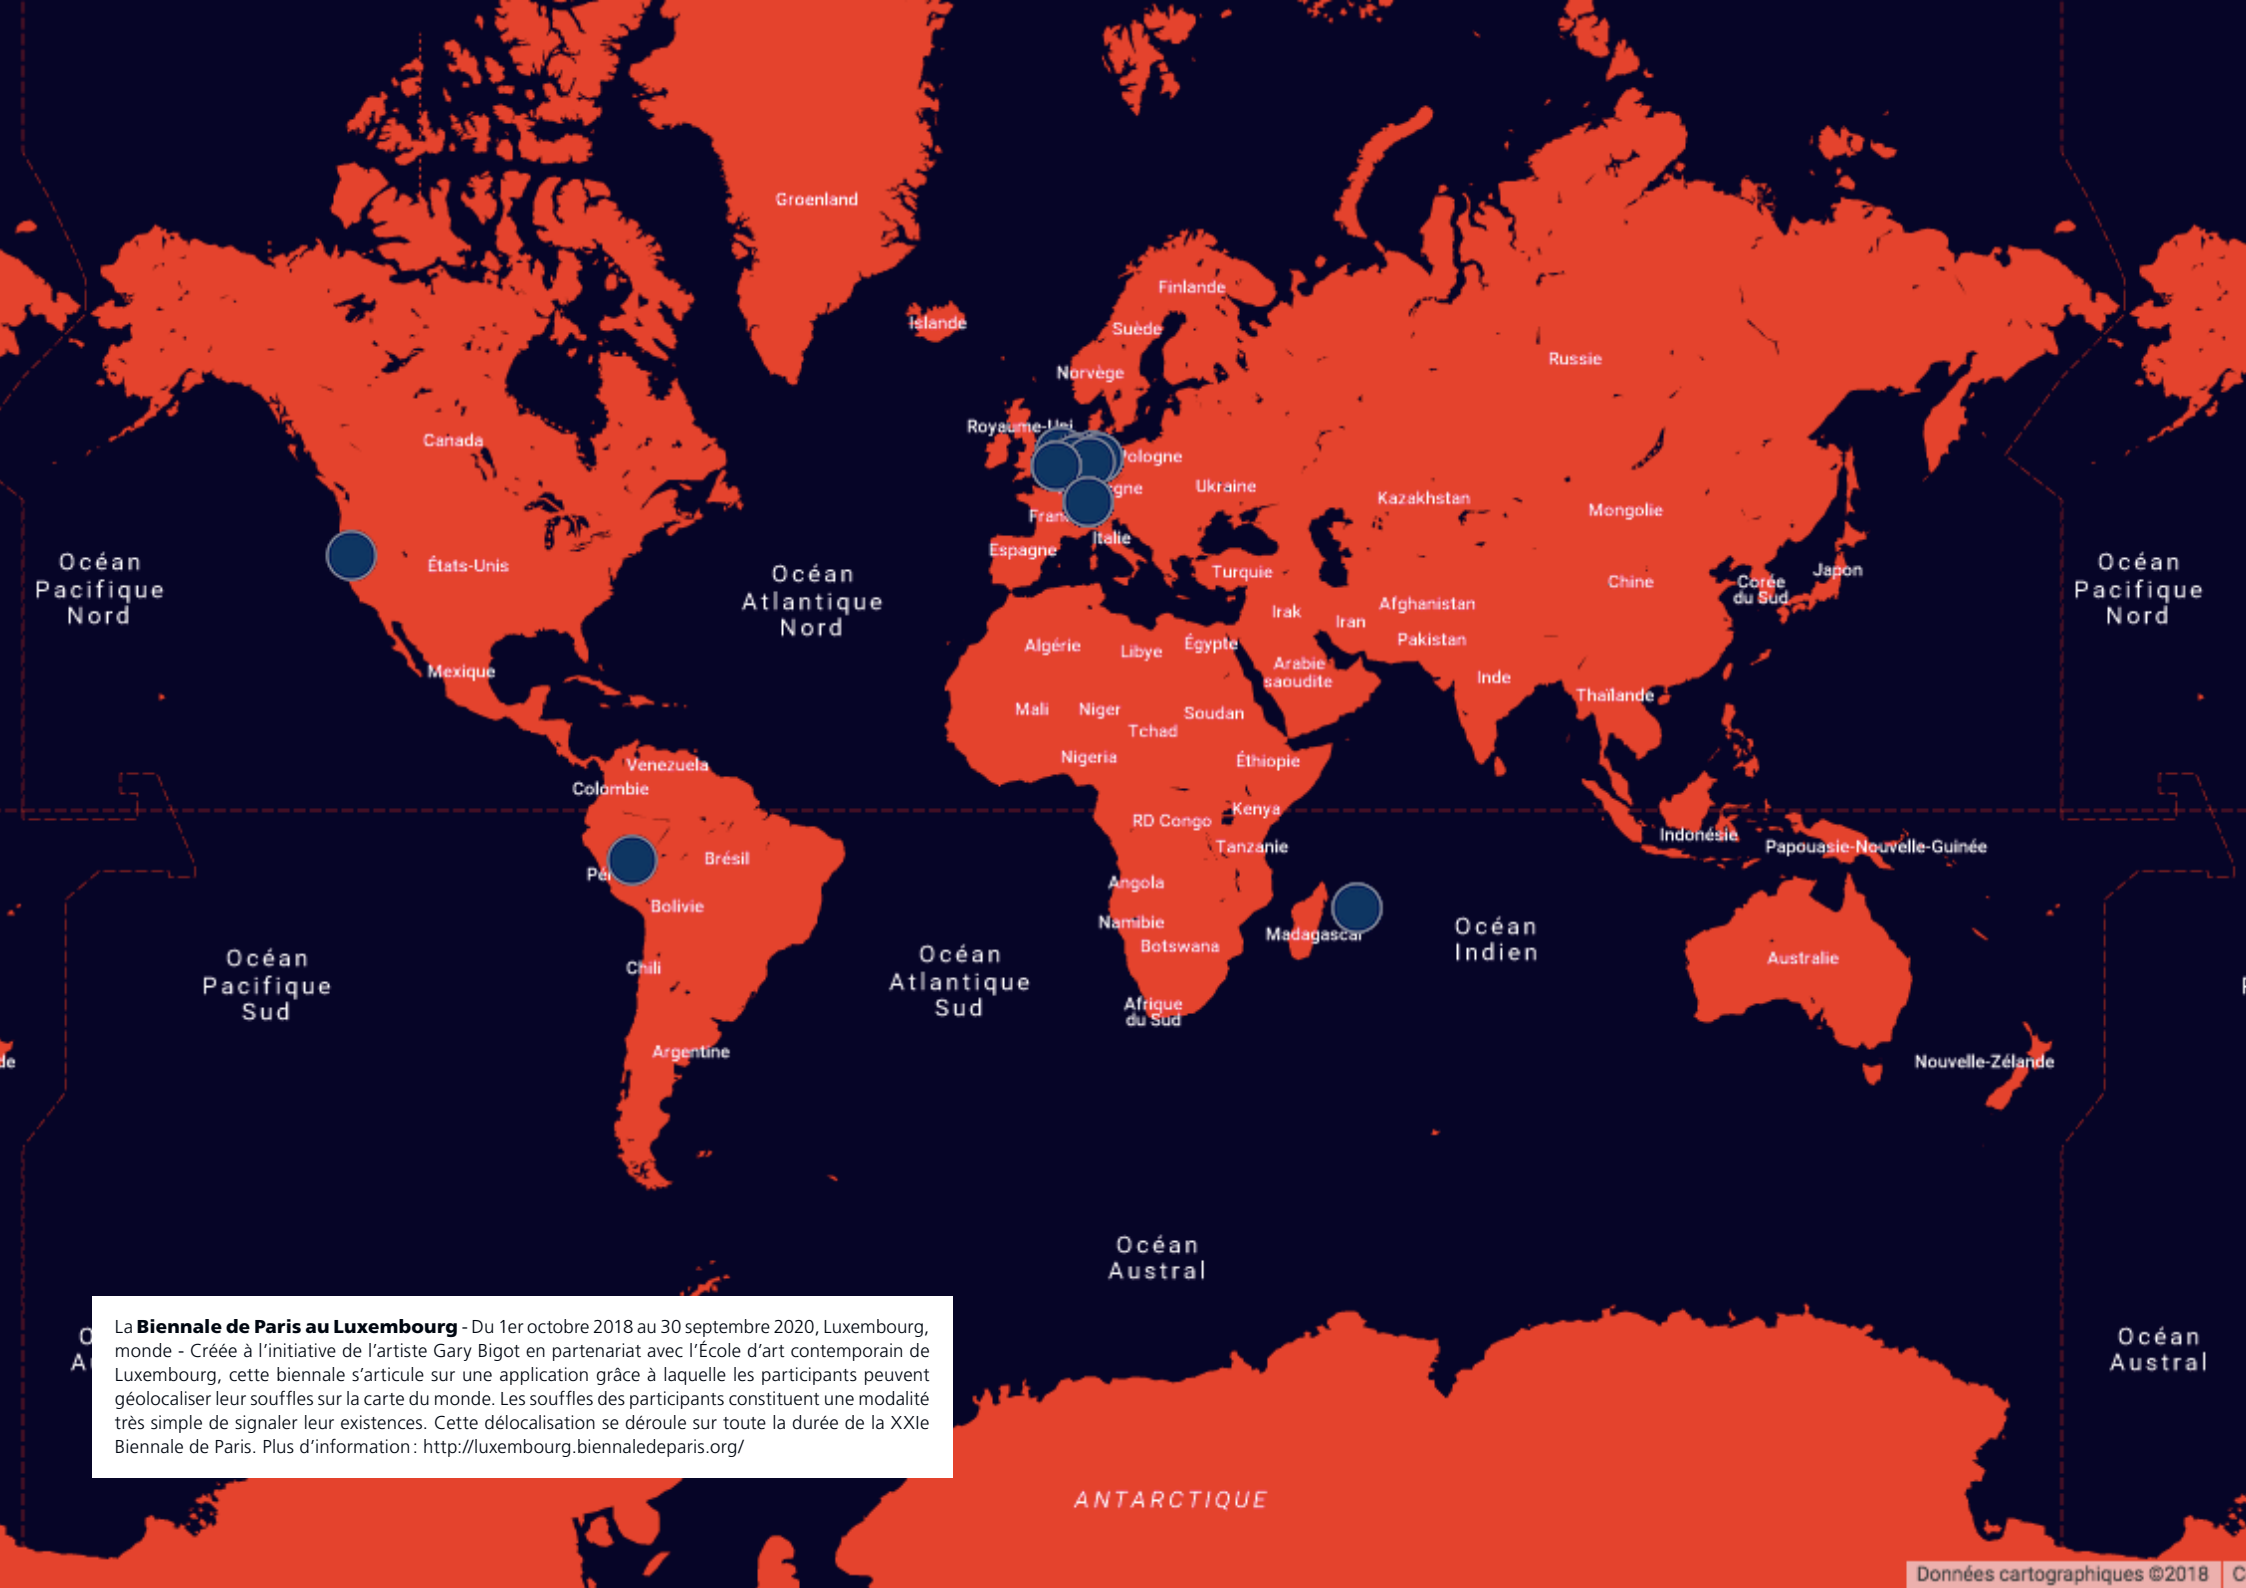 Groenland
Finlande
Islande
Suède
Russie
Norvège
Royaume-Uni
Canada
Pologne
Ukraine
Kazakhstan
Mongolie
Italie
Espagne
États-Unis
Turquie
Chine
Corée
du Sud
Japon
Océan
Pacifique
Nord
Océan
Atlantique
Nord
Océan
Pacifique
Nord
Irak
Iran
Afghanistan
Pakistan
Algérie
Libye
Égypte
Arabie
saoudite
Inde
Thaïlande
Mexique
Mali
Niger
Tchad
Soudan
Nigeria
Éthiopie
Venezuela
Colombie
Kenya
RD Congo
Tanzanie
Indonésie
Papouasie-Nouvelle-Guinée
Brésil
Bolivie
Angola
Namibie
Botswana
Madagascar
Océan
Indien
Australie
Chili
Océan
Pacifique
Sud
Océan
Atlantique
Sud
Afrique
du Sud
Argentine
Nouvelle-Zélande
Océan
Austral
La Biennale de Paris au Luxembourg - Du 1er octobre 2018 au 30 septembre 2020, Luxembourg,
monde - Créée à l’initiative de l’artiste Gary Bigot en partenariat avec l’École d’art contemporain de
Luxembourg, cette biennale s’articule sur une application grâce à laquelle les participants peuvent
géolocaliser leur souffles sur la carte du monde. Les souffles des participants constituent une modalité
très simple de signaler leur existences. Cette délocalisation se déroule sur toute la durée de la XXIe
Biennale de Paris. Plus d’information : http://luxembourg.biennaledeparis.org/
Océan
Austral
ANTARCTIQUE
Données cartographiques ©2018